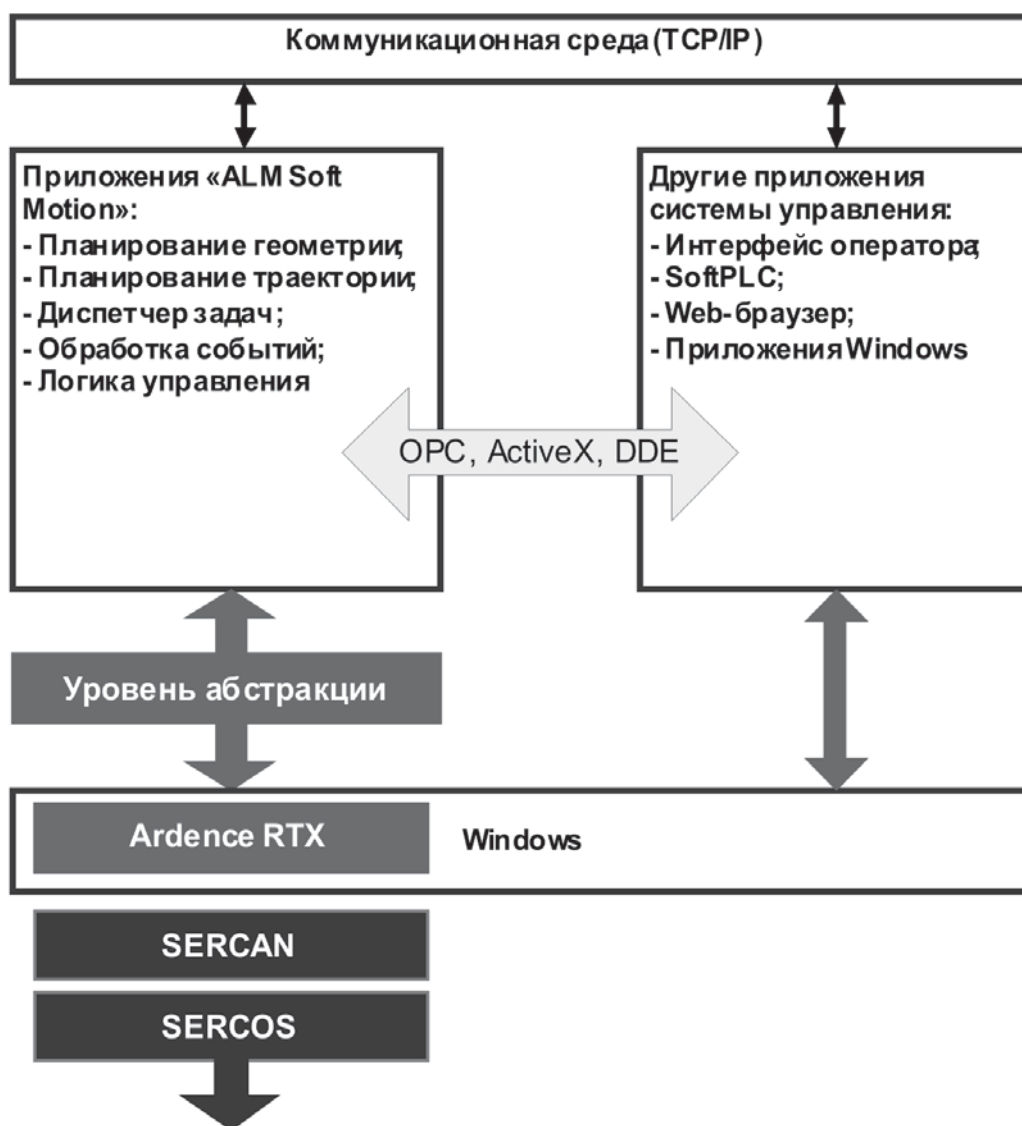 Коммуникационная среда (TCP/IP)
Приложения «ALM Soft
Motion»:
- Планирование геометрии;
- Планирование траектории;
- Диспетчер задач;
- Обработка событий;
- Логика управления
Другие приложения
системы управления:
- Интерфейс оператора;
- SoftPLC;
- Web-браузер;
- Приложения Windows
OPC, ActiveX, DDE
Уровень абстракции
Ardence RTX
Windows
SERCAN
SERCOS